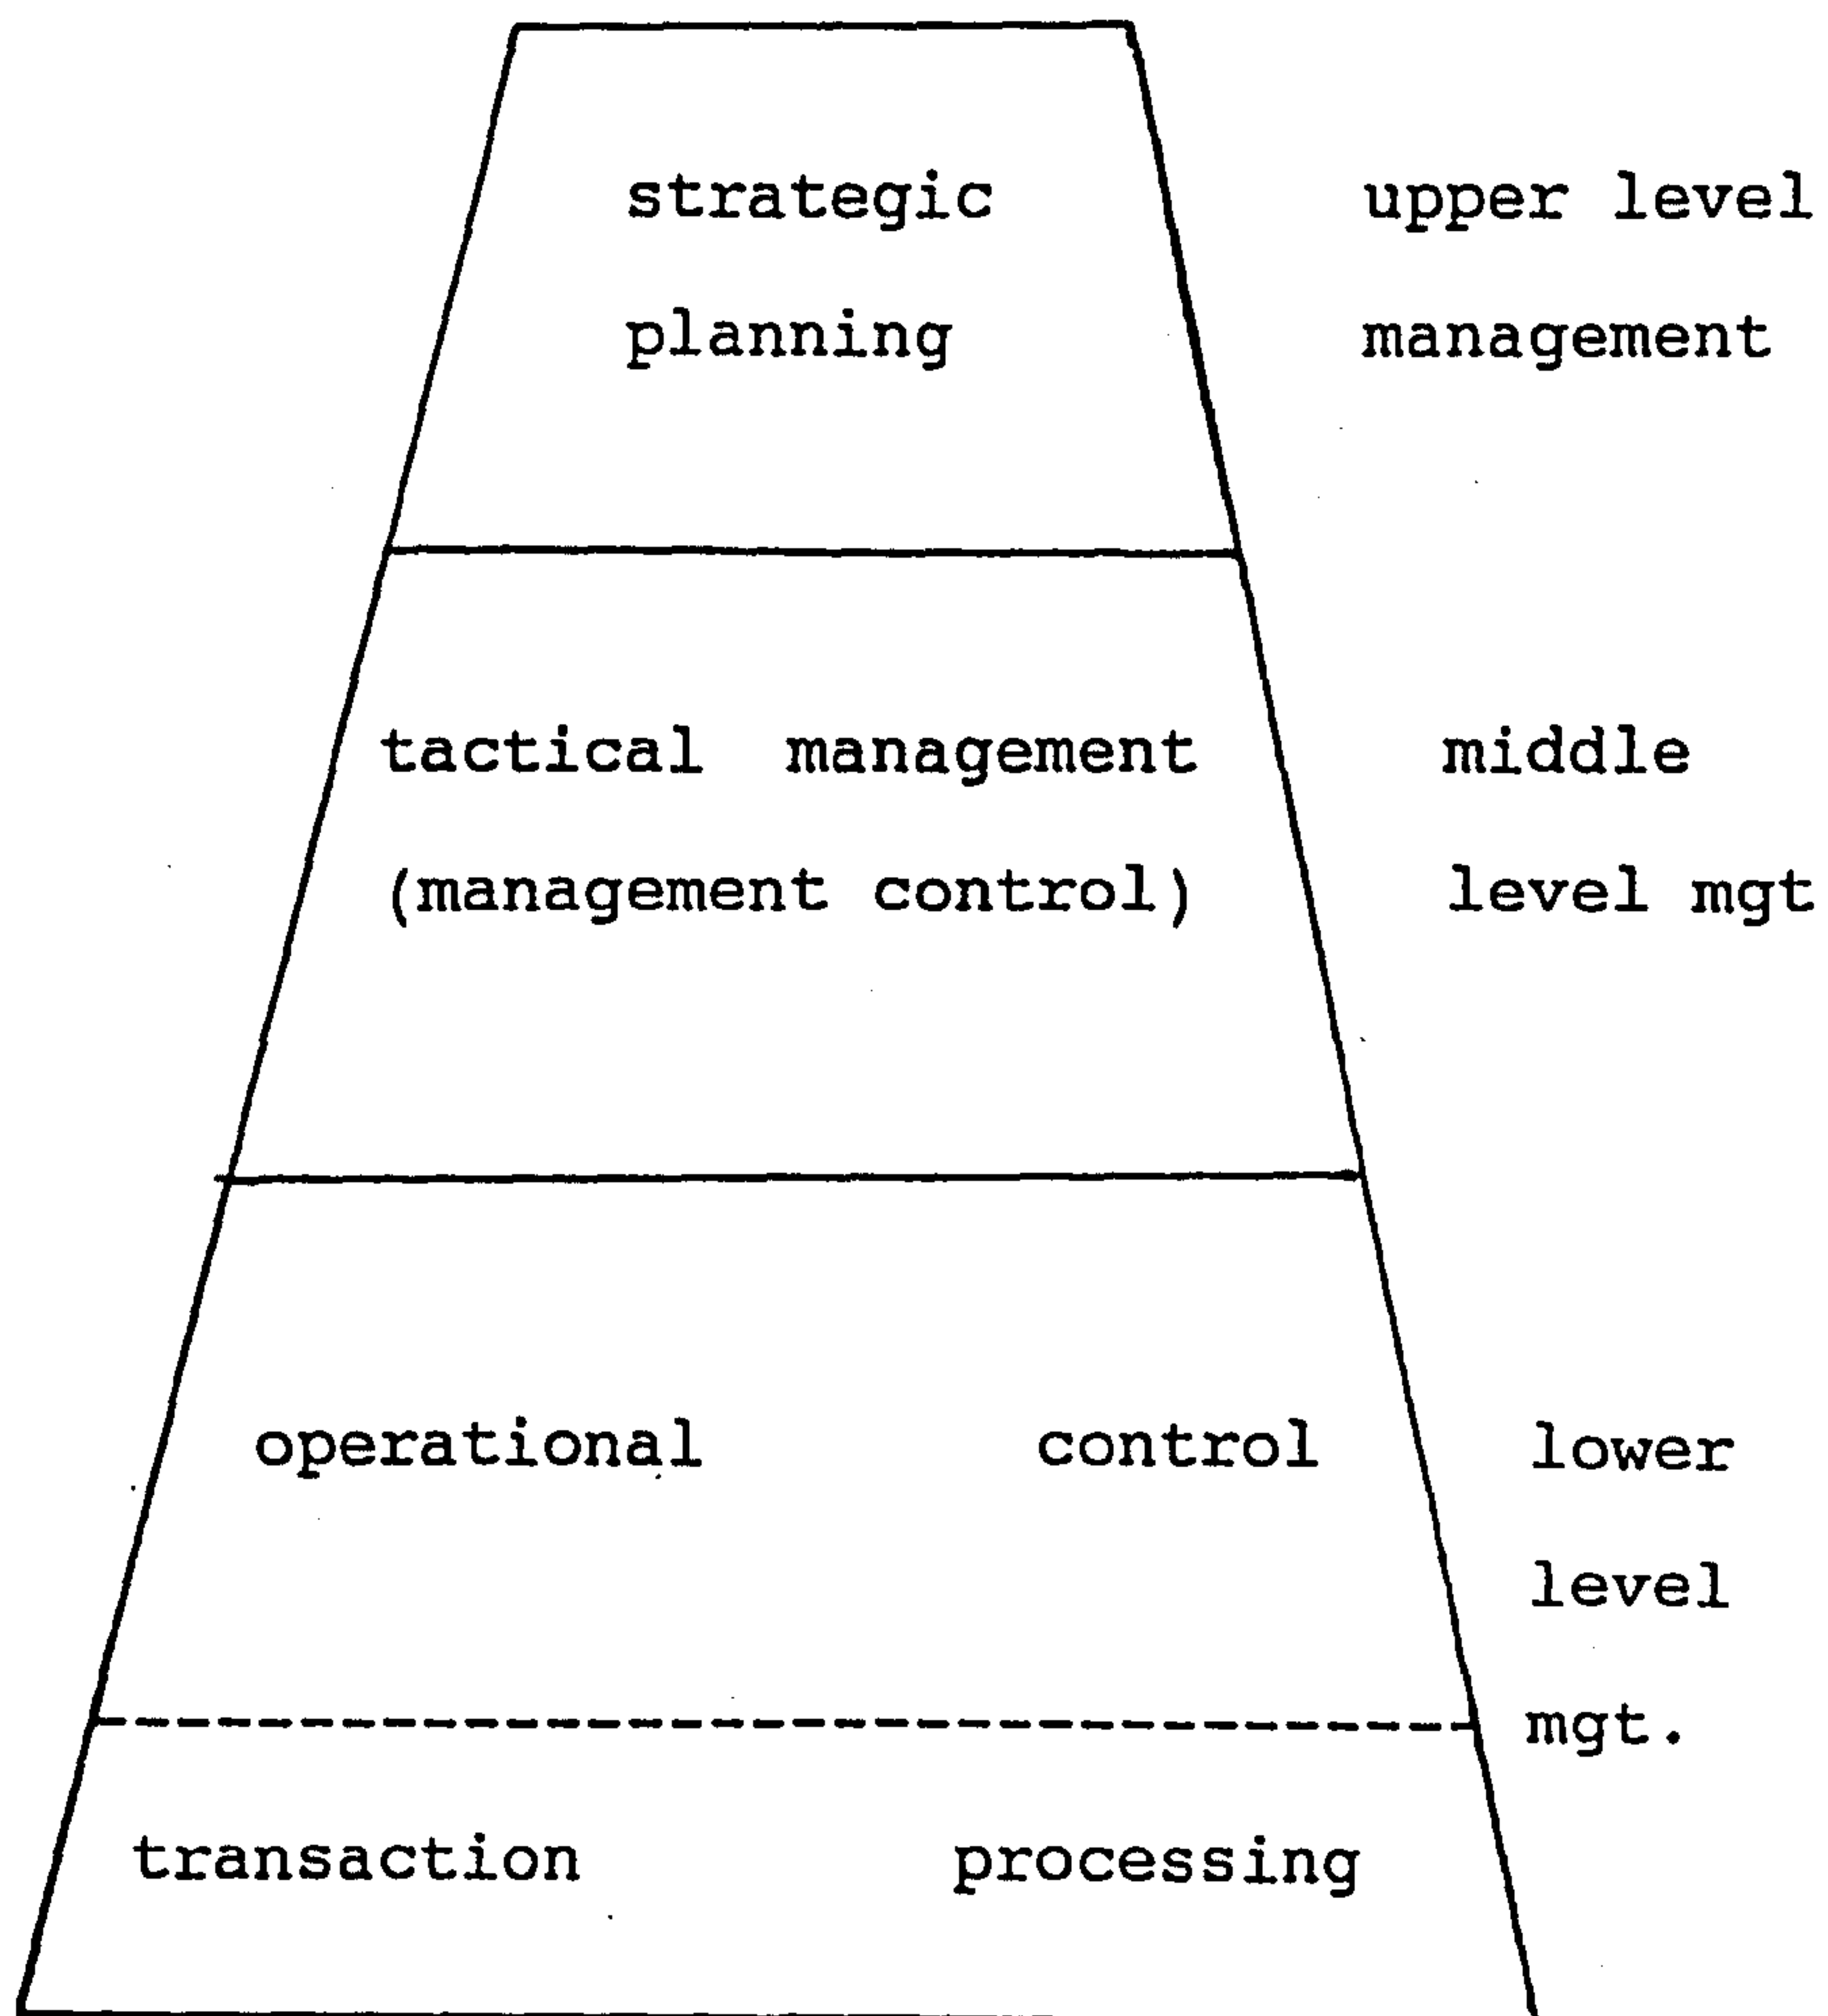 strategic upper level
planning management
tactical management middle
(management control) level mgt
operational control lower
level
mgt.
transaction processing